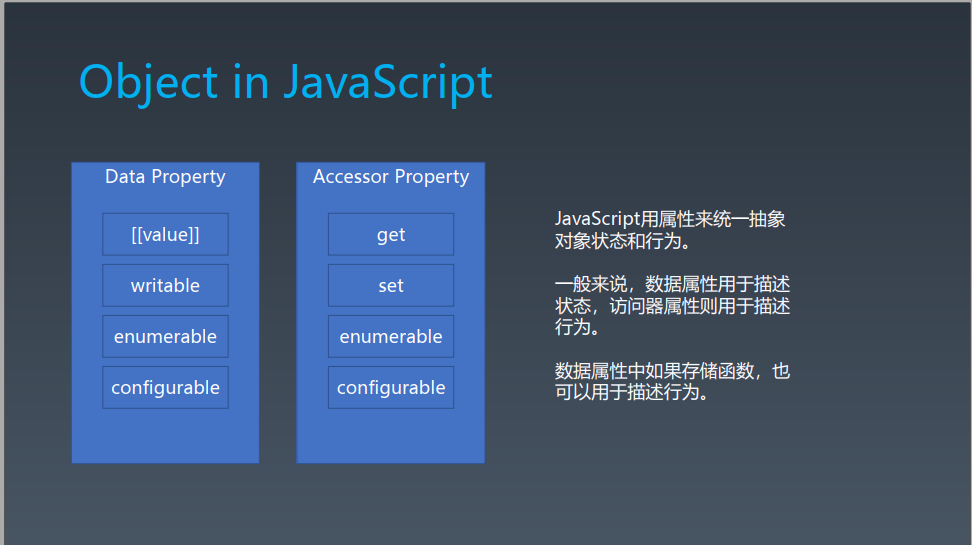 Object in JavaScript
Data Property
[[value]]
writable
enumerable
configurable
Accessor Property
get
set
enumerable
configurable
JavaScript用属性来统一抽象
对象状态和行为。
一般来说，数据属性用于描述
状态，访问器属性则用于描述
行为。
数据属性中如果存储函数，也
可以用于描述行为。